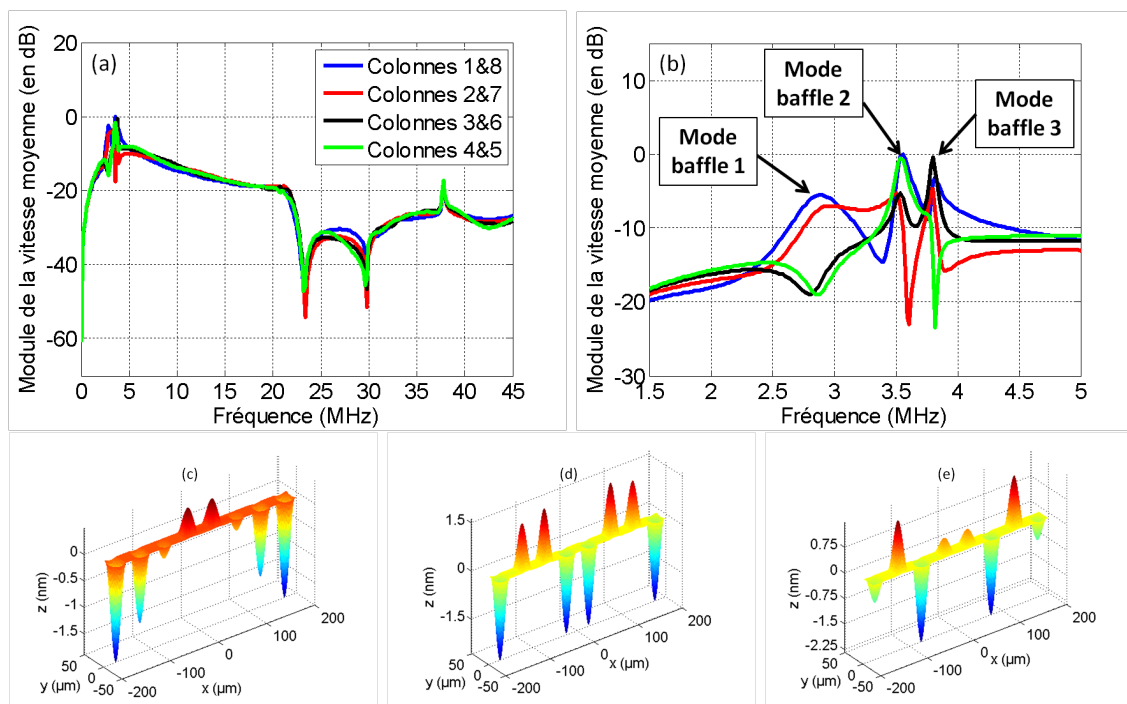 Module de la vitesse moyenne (en dB)
20
0
-20
-40
-60
(a)
Colonnes 1&8
Colonnes 2&7
Colonnes 3&6
Colonnes 4&5
0 5 10 15 20 25 30 35 40 45
Fréquence (MHz)
Module de la vitesse moyenne (en dB)
10
0
-10
-20
-30
(b)
Mode
baffle 1
Mode
baffle 2
Mode
baffle 3
1.5 2 2.5 3 3.5 4 4.5 5
Fréquence (MHz)
(c)
z (nm)
0
-0.5
-1
-1.5
50
0
-50
y (µm)
-200
-100
0
100
200
x (µm)
(d)
z (nm)
1.5
0
-1.5
50
0
-50
y (µm)
-200
-100
0
100
200
x (µm)
(e)
z (nm)
0.75
0
-0.75
-1.5
-2.25
50
0
-50
y (µm)
-200
-100
0
100
200
x (µm)